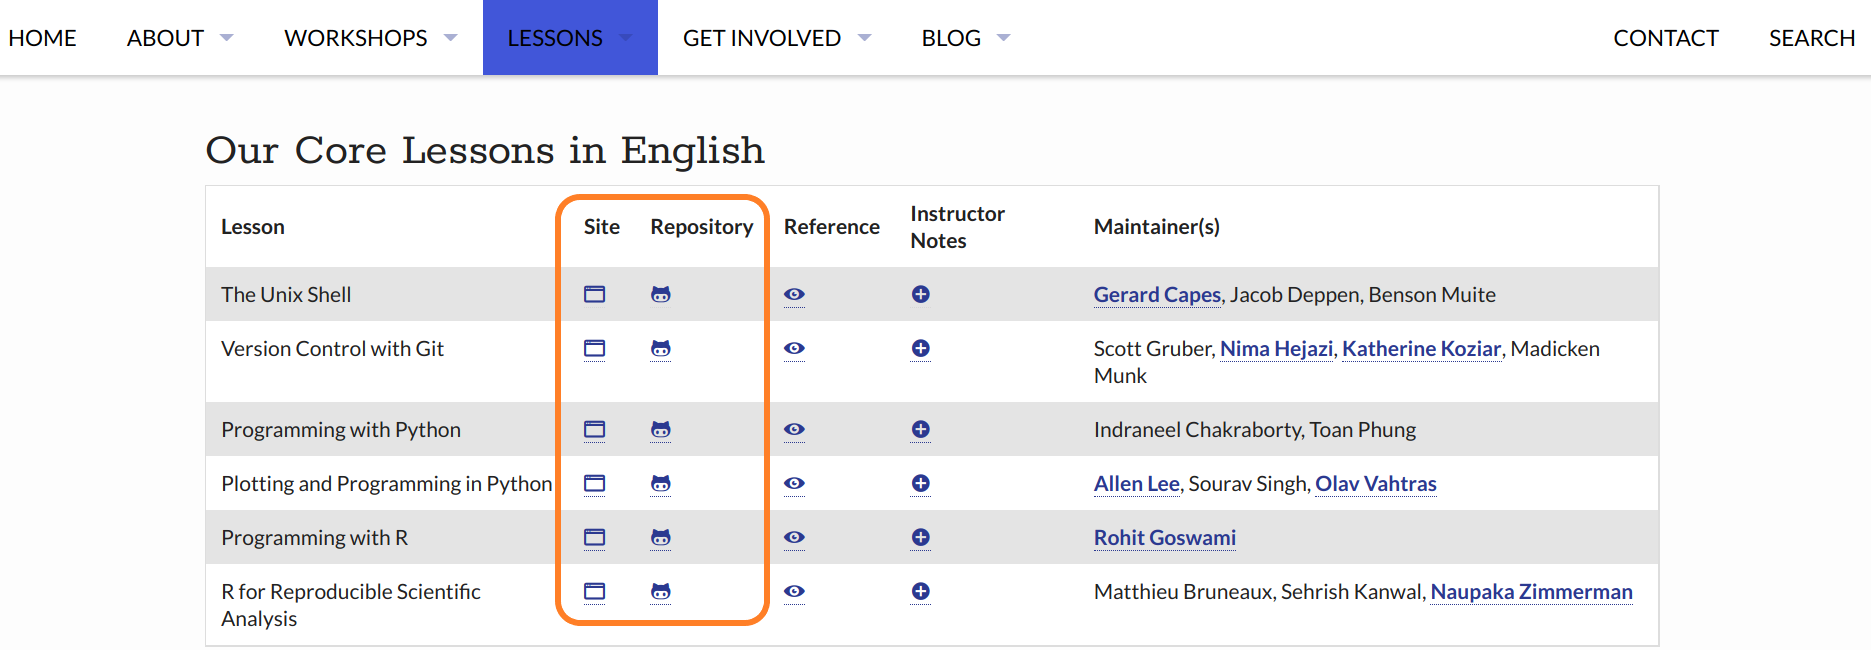 HOME ABOUT WORKSHOPS LESSONS GET INVOLVED BLOG CONTACT SEARCH
Our Core Lessons in English
Lesson Site Repository Reference Instructor Notes Maintainer(s)
The Unix Shell Gerard Capes, Jacob Deppen, Benson Muite
Version Control with Git Scott Gruber, Nima Hejazi, Katherine Koziar, Madicken
Munk
Programming with Python Indraneel Chakraborty, Toan Phung
Plotting and Programming in Python Allen Lee, Sourav Singh, Olav Vahtras
Programming with R Rohit Goswami
R for Reproducible Scientific Matthieu Bruneaux, Sehrish Kanwal, Naupaka Zimmerman
Analysis